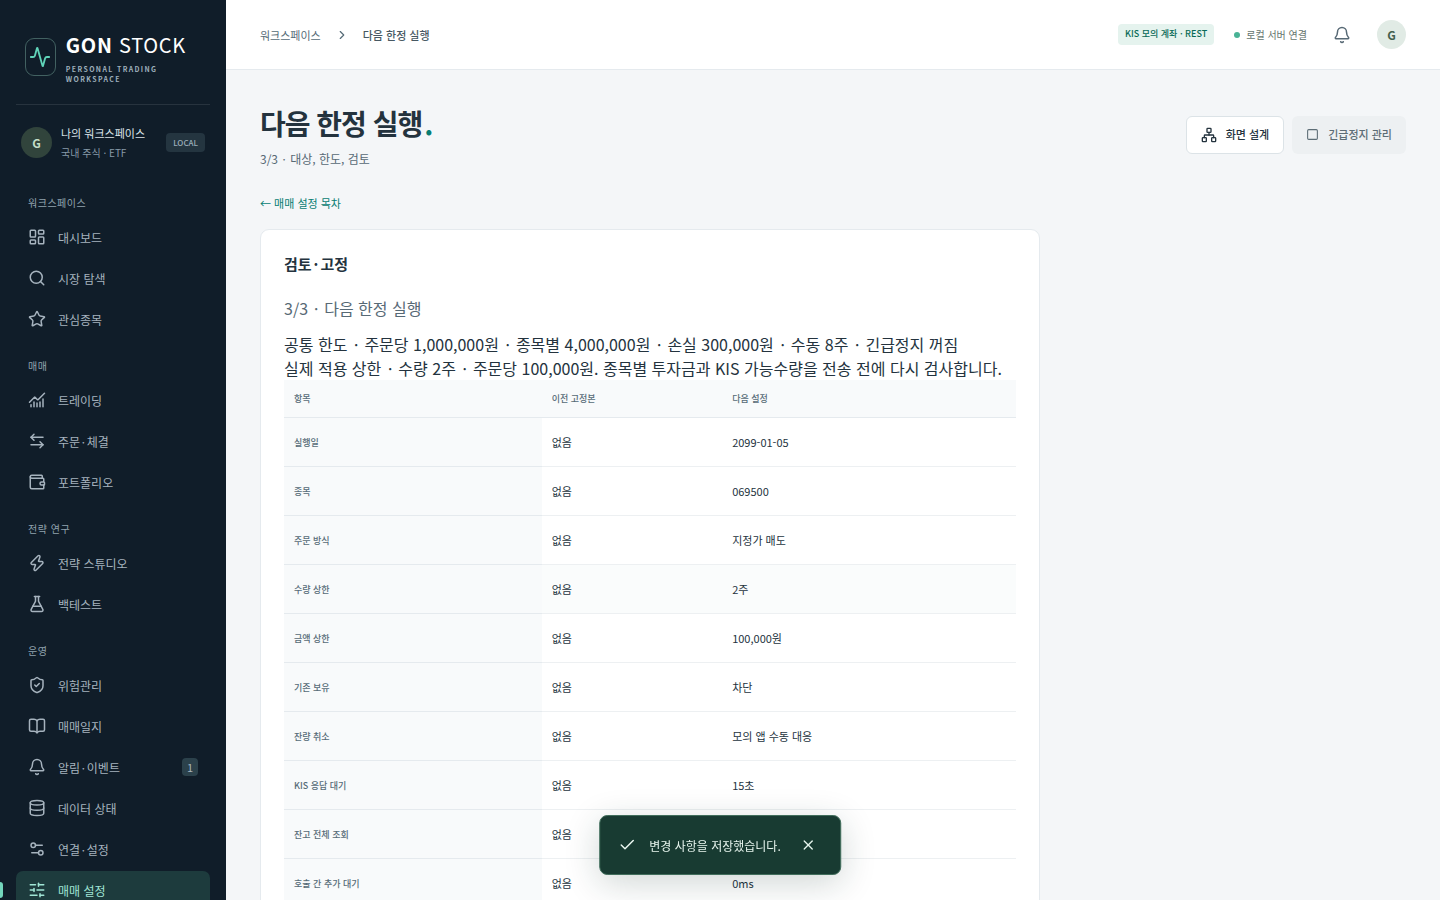 GON STOCK
PERSONAL TRADING
WORKSPACE
G
나의 워크스페이스
국내 주식 · ETF
LOCAL
워크스페이스
대시보드
시장 탐색
관심종목
매매
트레이딩
주문·체결
포트폴리오
전략 연구
전략 스튜디오
백테스트
운영
위험관리
매매일지
알림·이벤트
1
데이터 상태
연결·설정
매매 설정
워크스페이스 > 다음 한정 실행
KIS 모의 계좌 · REST
로컬 서버 연결
G
다음 한정 실행.
3/3 · 대상, 한도, 검토
화면 설계
긴급정지 관리
← 매매 설정 목차
검토·고정
3/3 · 다음 한정 실행
공통 한도 · 주문당 1,000,000원 · 종목별 4,000,000원 · 손실 300,000원 · 수동 8주 · 긴급정지 꺼짐
실제 적용 상한 · 수량 2주 · 주문당 100,000원. 종목별 투자금과 KIS 가능수량을 전송 전에 다시 검사합니다.
항목 이전 고정본 다음 설정
실행일 없음 2099-01-05
종목 없음 069500
주문 방식 없음 지정가 매도
수량 상한 없음 2주
금액 상한 없음 100,000원
기존 보유 없음 차단
잔량 취소 없음 모의 앱 수동 대응
KIS 응답 대기 없음 15초
잔고 전체 조회 없음
변경 사항을 저장했습니다.
호출 간 추가 대기 없음 0ms